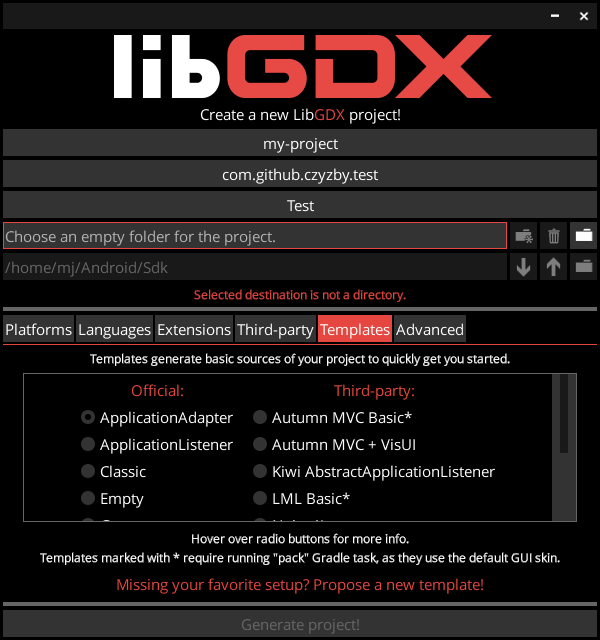 libGDX
Create a new LibGDX project!
my-project
com.github.czyzby.test
Test
Choose an empty folder for the project.
/home/mj/Android/Sdk
Selected destination is not a directory.
Platforms Languages Extensions Third-party Templates Advanced
Templates generate basic sources of your project to quickly get you started.
Official: Third-party:
ApplicationAdapter Autumn MVC Basic*
ApplicationListener Autumn MVC + VisUI
Classic Kiwi AbstractApplicationListener
Empty LML Basic*
Hover over radio buttons for more info.
Templates marked with * require running "pack" Gradle task, as they use the default GUI skin.
Missing your favorite setup? Propose a new template!
Generate project!